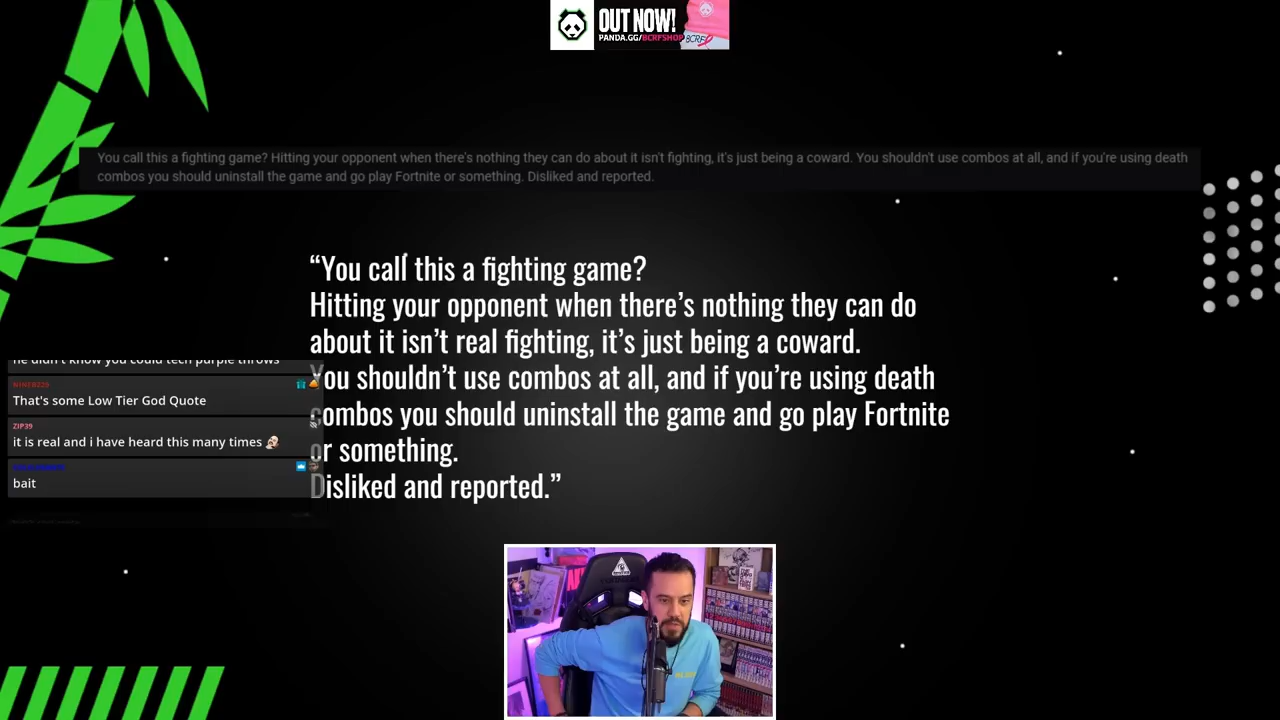 OUT NOW!
PANDA.GG/BCRFSHOP
BCRF
You call this a fighting game? Hitting your opponent when there's nothing they can do about it isn't fighting, it's just being a coward. You shouldn't use combos at all, and if you're using death
combos you should uninstall the game and go play Fortnite or something. Disliked and reported.
“You call this a fighting game?
Hitting your opponent when there’s nothing they can do
about it isn’t real fighting, it’s just being a coward.
You shouldn’t use combos at all, and if you’re using death
combos you should uninstall the game and go play Fortnite
or something.
Disliked and reported.”
he didn't know you could tech purple throws
That's some Low Tier God Quote
ZIP39
it is real and i have heard this many times
bait